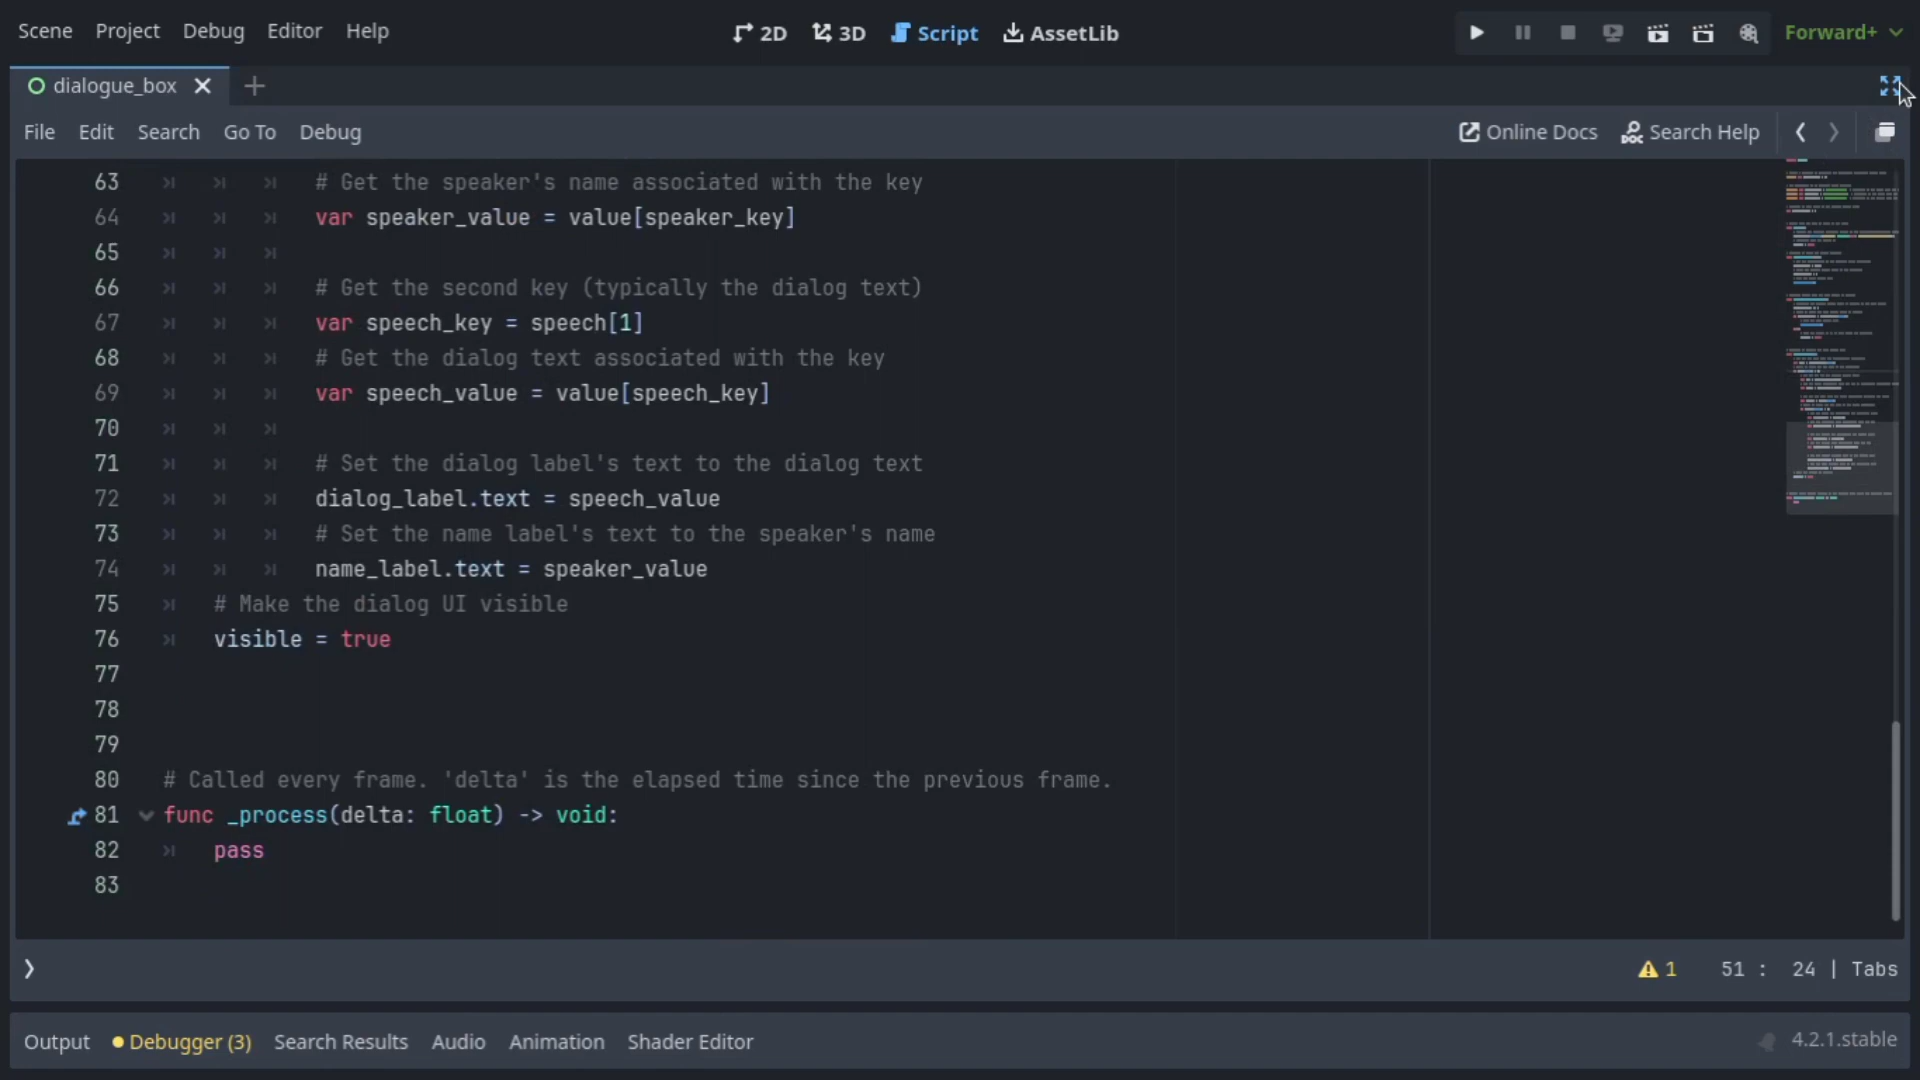 Scene Project Debug Editor Help 2D 3D Script AssetLib Forward+
dialogue_box
File Edit Search Go To Debug Online Docs Search Help
63 # Get the speaker's name associated with the key
64 var speaker_value = value[speaker_key]
65
66 # Get the second key (typically the dialog text)
67 var speech_key = speech[1]
68 # Get the dialog text associated with the key
69 var speech_value = value[speech_key]
70
71 # Set the dialog label's text to the dialog text
72 dialog_label.text = speech_value
73 # Set the name label's text to the speaker's name
74 name_label.text = speaker_value
75 # Make the dialog UI visible
76 visible = true
77
78
79
80 # Called every frame. 'delta' is the elapsed time since the previous frame.
81 func _process(delta: float) -> void:
82 pass
83
1 51 : 24 | Tabs
Output Debugger (3) Search Results Audio Animation Shader Editor 4.2.1.stable